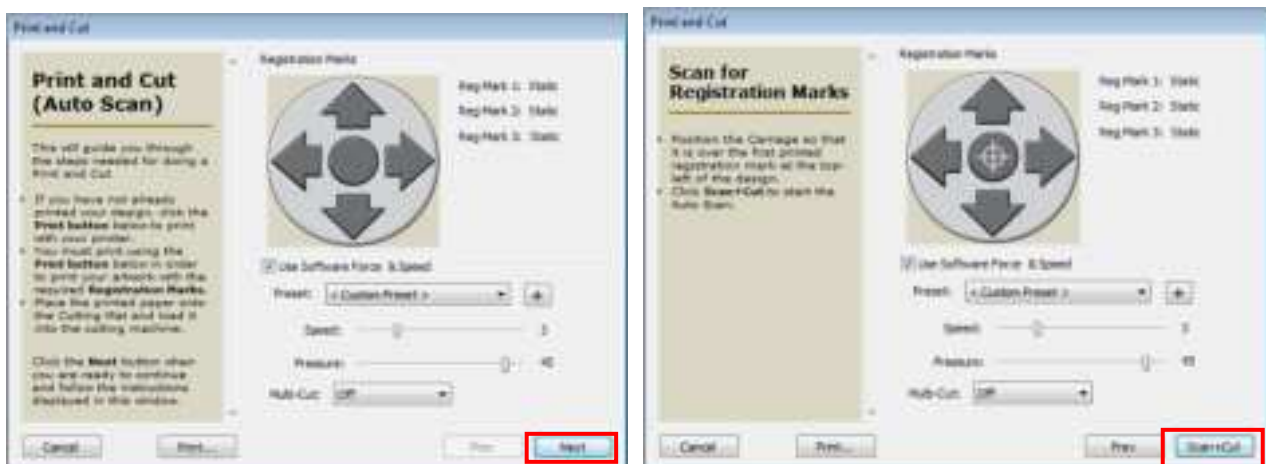 Print and Cut
Print and Cut
(Auto Scan)
This will guide you through
the steps needed for doing a
Print and Cut
If you have not already
printed your design, click the
Print button below to print
with your printer.
You must print using the
Print button below in order
to print your artwork with the
required Registration Marks.
Place the printed paper onto
the Cutting Mat and load it
into the cutting machine.
Click the Next button when
you are ready to continue
and follow the instructions
displayed in this window.
Registration Marks
Reg Mark 1: Static
Reg Mark 2: Static
Reg Mark 3: Static
Use Software Force & Speed
Preset: < Custom Preset > +
Speed: 3
Pressure:
Multi-Cut: Off
Cancel Print... Prev Next
Print and Cut
Scan for
Registration Marks
Position the Carriage so that
it is over the first printed
registration mark at the
left of the design.
Click Scan+Cut to start the
Auto Scan.
Registration Marks
Reg Mark 1: Static
Reg Mark 2: Static
Reg Mark 3: Static
Use Software Force & Speed
Preset: < Custom Preset > +
Speed: 3
Pressure:
Multi-Cut: Off
Cancel Print... Prev Scan+Cut